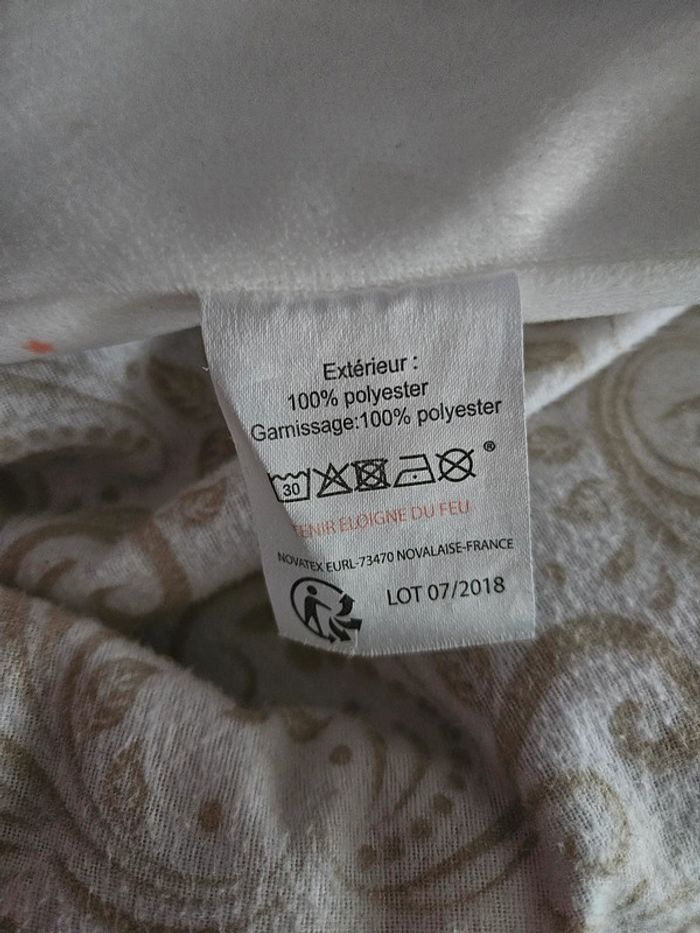 Extérieur :
100% polyester
Garnissage:100% polyester
30
®
TENIR ELOIGNE DU FEU
NOVATEX EURL-73470 NOVALAISE-FRANCE
LOT 07/2018